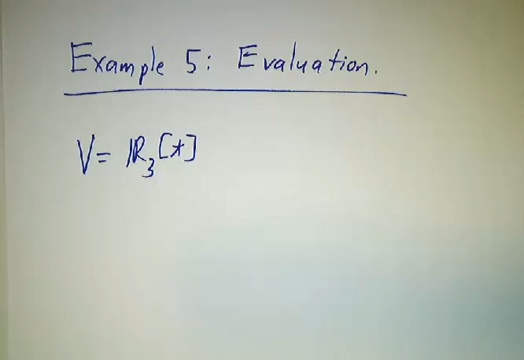 Example 5: Evaluation.
V = ℝ₃[t]